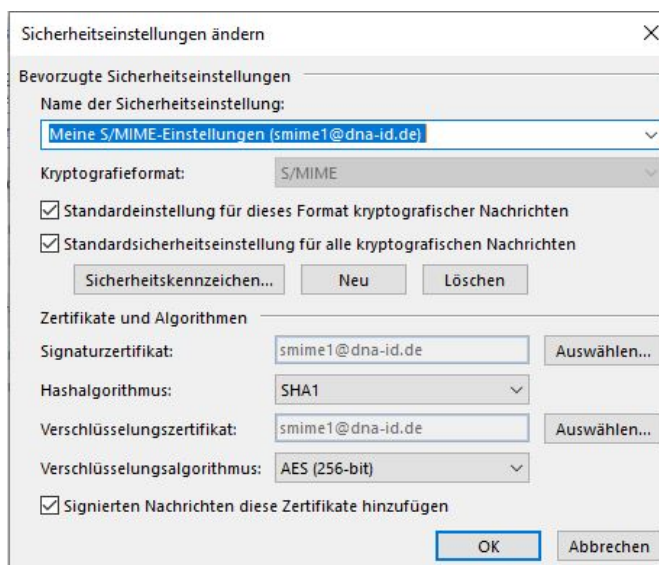 Sicherheitseinstellungen ändern
Bevorzugte Sicherheitseinstellungen
Name der Sicherheitseinstellung:
Meine S/MIME-Einstellungen (smime1@dna-id.de)
Kryptografieformat: S/MIME
Standardeinstellung für dieses Format kryptografischer Nachrichten
Standardsicherheitseinstellung für alle kryptografischen Nachrichten
Sicherheitskennzeichen... Neu Löschen
Zertifikate und Algorithmen
Signaturzertifikat: smime1@dna-id.de Auswählen...
Hashalgorithmus: SHA1
Verschlüsselungszertifikat: smime1@dna-id.de Auswählen...
Verschlüsselungsalgorithmus: AES (256-bit)
Signierten Nachrichten diese Zertifikate hinzufügen
OK Abbrechen